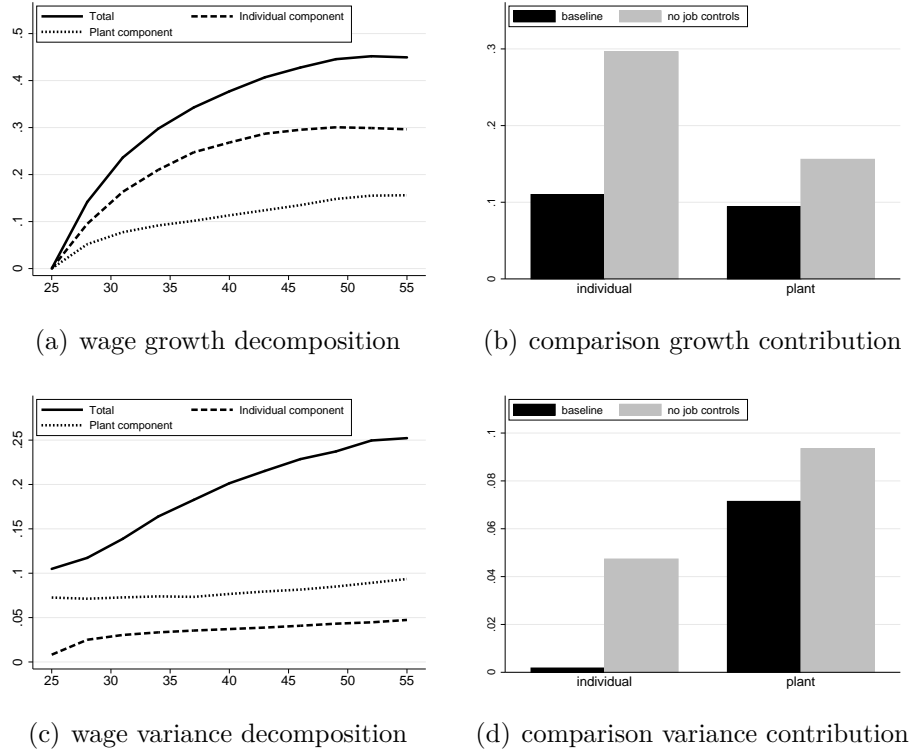 Total
Individual component
Plant component
0 .1 .2 .3 .4 .5
25 30 35 40 45 50 55
(a) wage growth decomposition
baseline
no job controls
0 .1 .2 .3
individual plant
(b) comparison growth contribution
Total
Individual component
Plant component
0 .05 .1 .15 .2 .25
25 30 35 40 45 50 55
(c) wage variance decomposition
baseline
no job controls
0 .02 .04 .06 .08 .1
individual plant
(d) comparison variance contribution